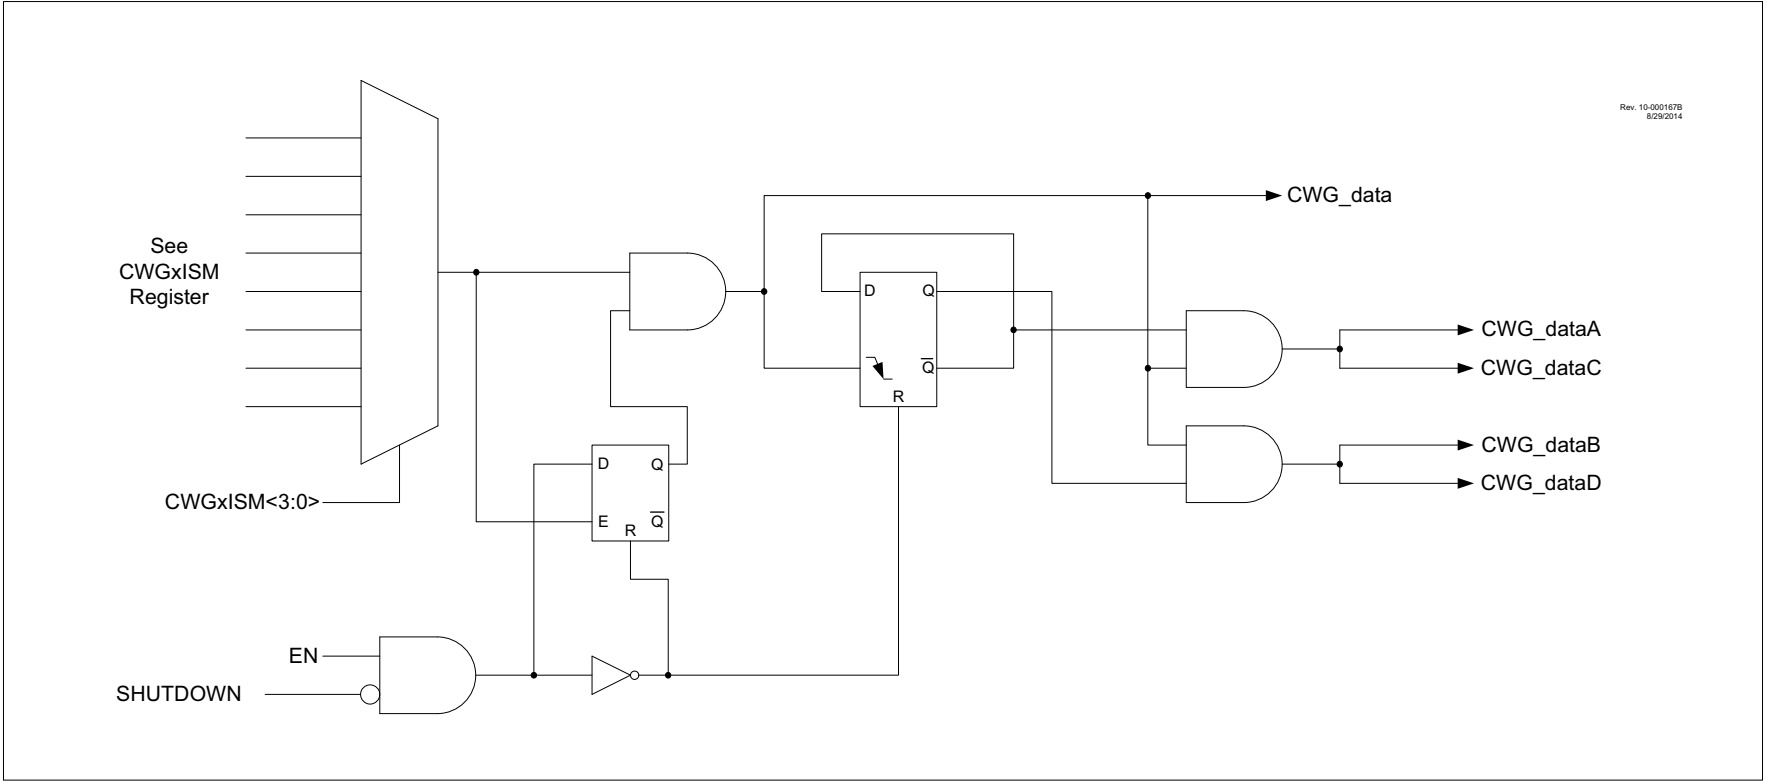 Rev. 10-000167B
8/29/2014
CWG_data
See
CWGxISM
Register
D
Q
Q̅
R
CWG_dataA
CWG_dataC
CWG_dataB
CWG_dataD
D
Q
E
R
Q̅
CWGxISM<3:0>
EN
SHUTDOWN